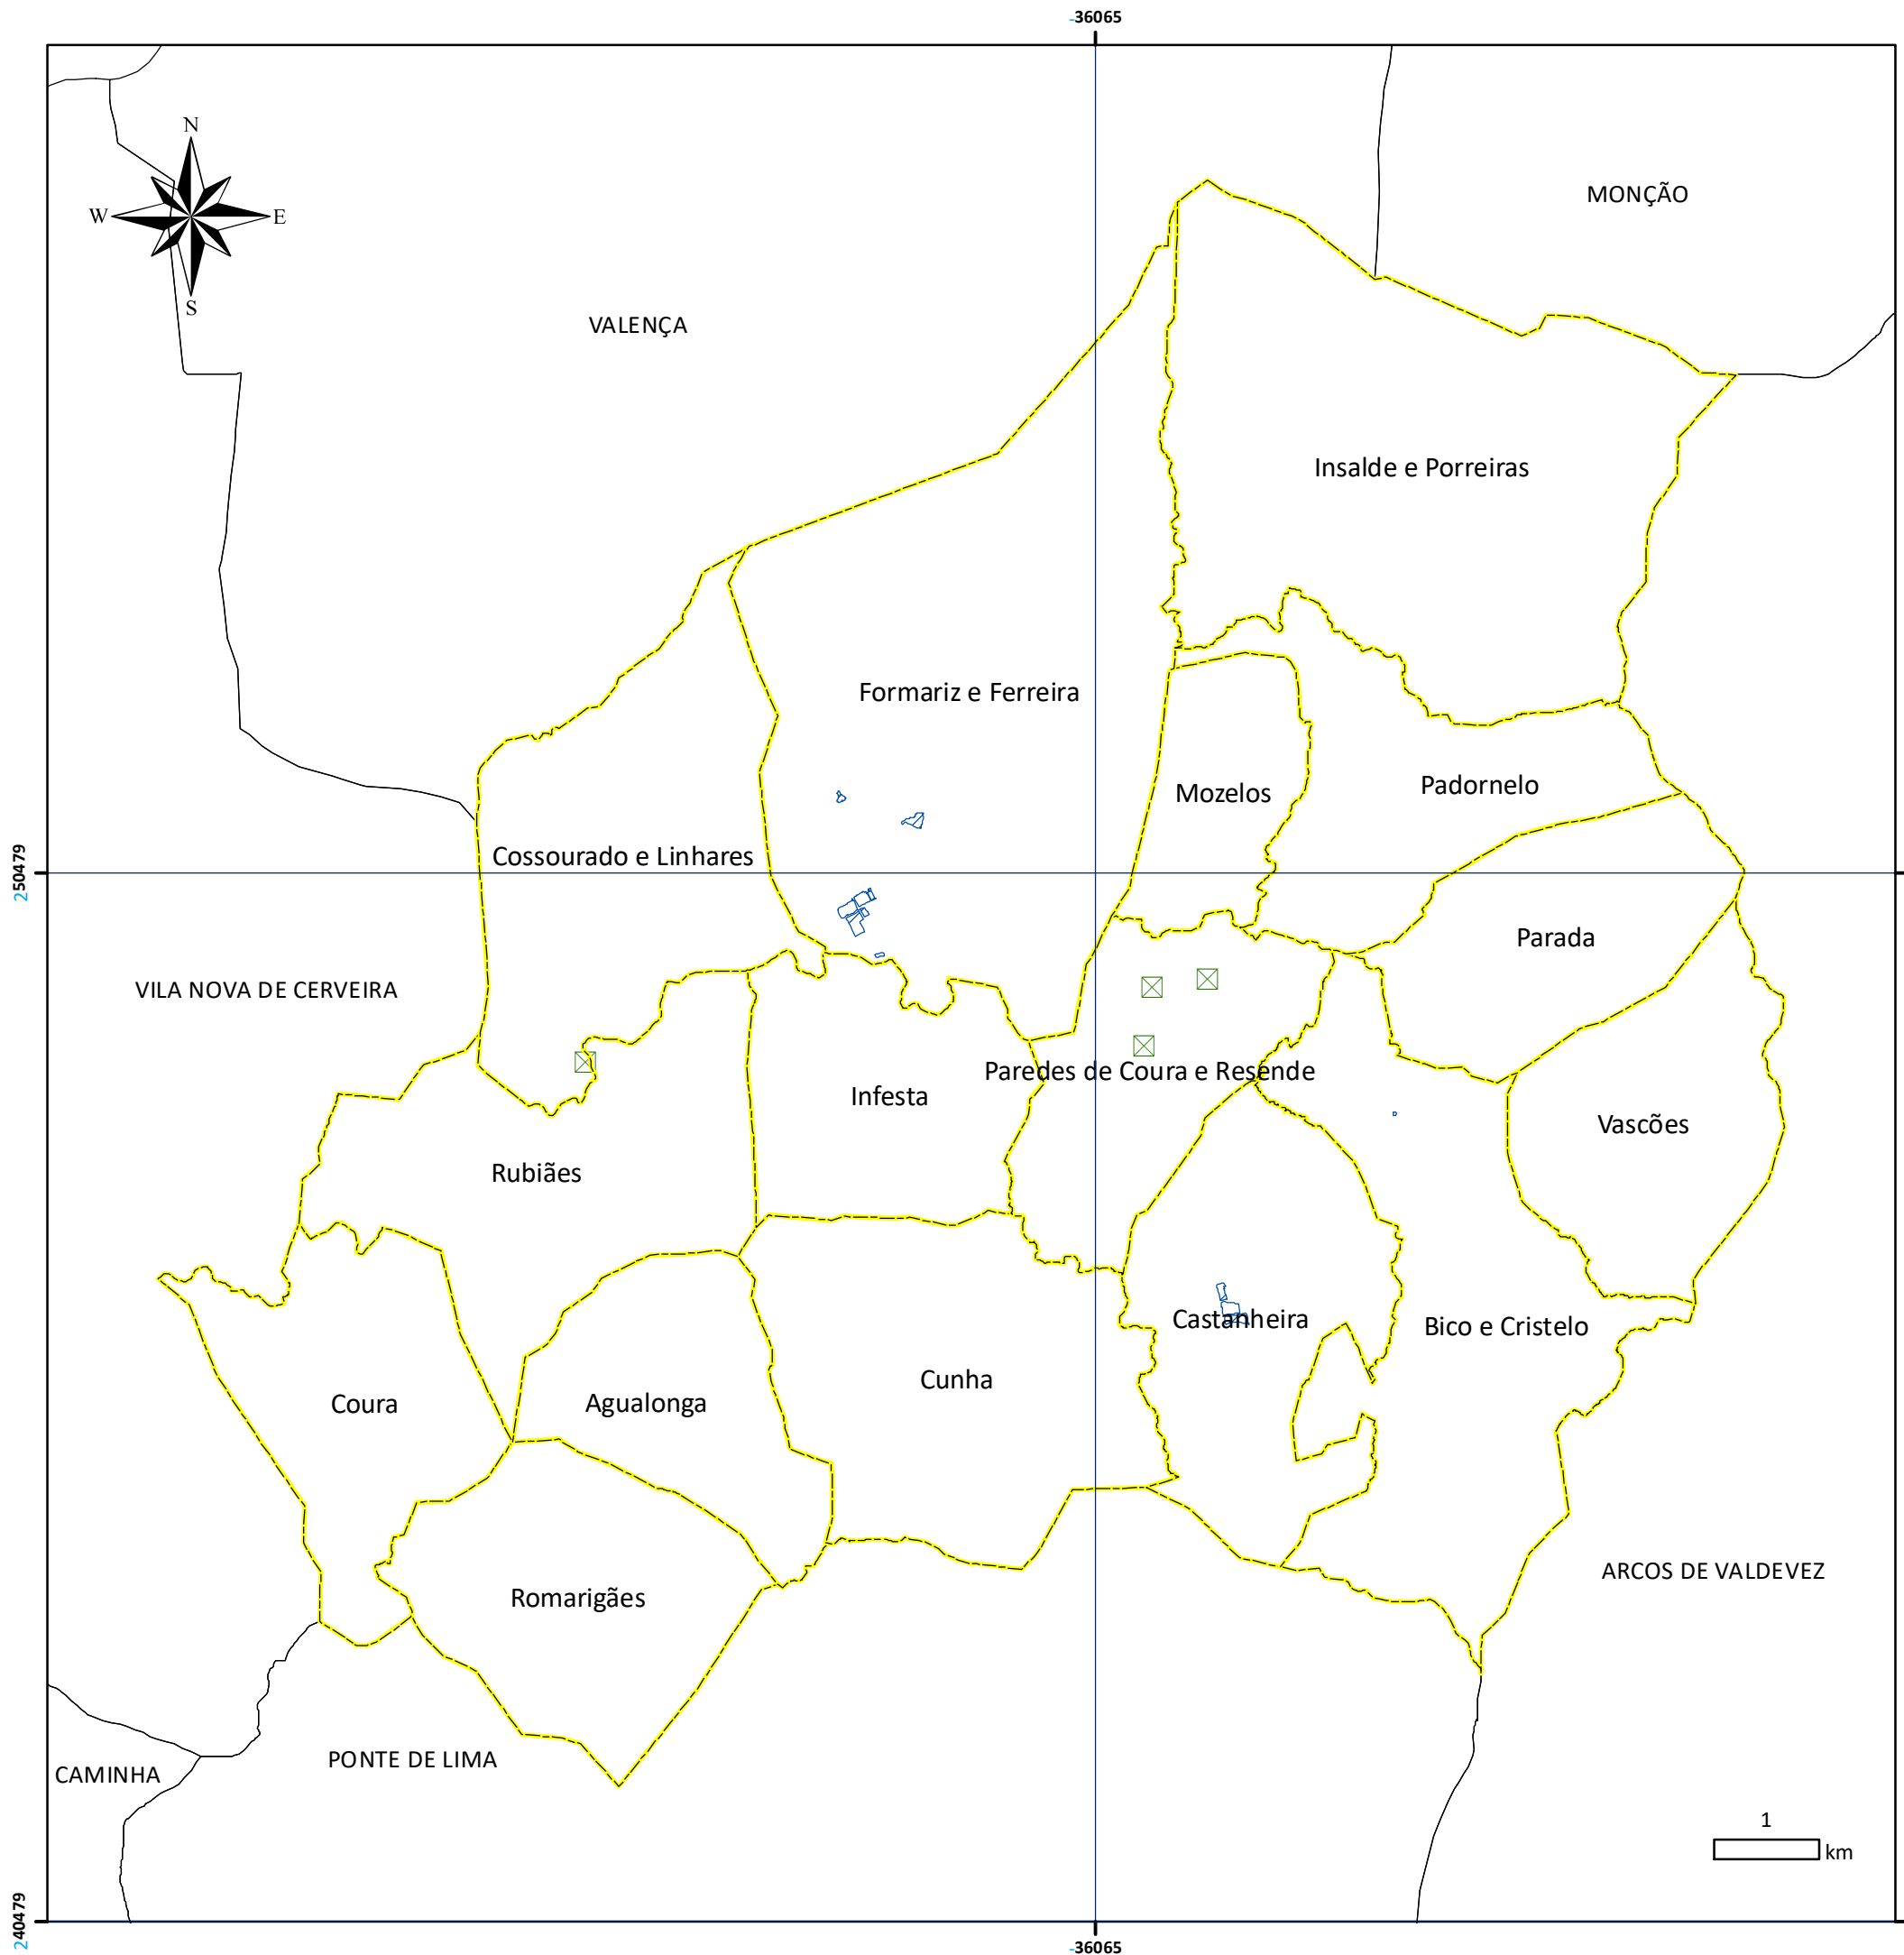 -36065
N
W
E
S
MONÇÃO
VALENÇA
Insalde e Porreiras
Formariz e Ferreira
Padornelo
Mozelos
Cossourado e Linhares
250479
Parada
VILA NOVA DE CERVEIRA
Paredes de Coura e Resende
Infesta
Vascões
Rubiães
Castanheira
Bico e Cristelo
Cunha
Coura
Agualonga
ARCOS DE VALDEVEZ
Romarigães
PONTE DE LIMA
CAMINHA
1
km
240479
-36065